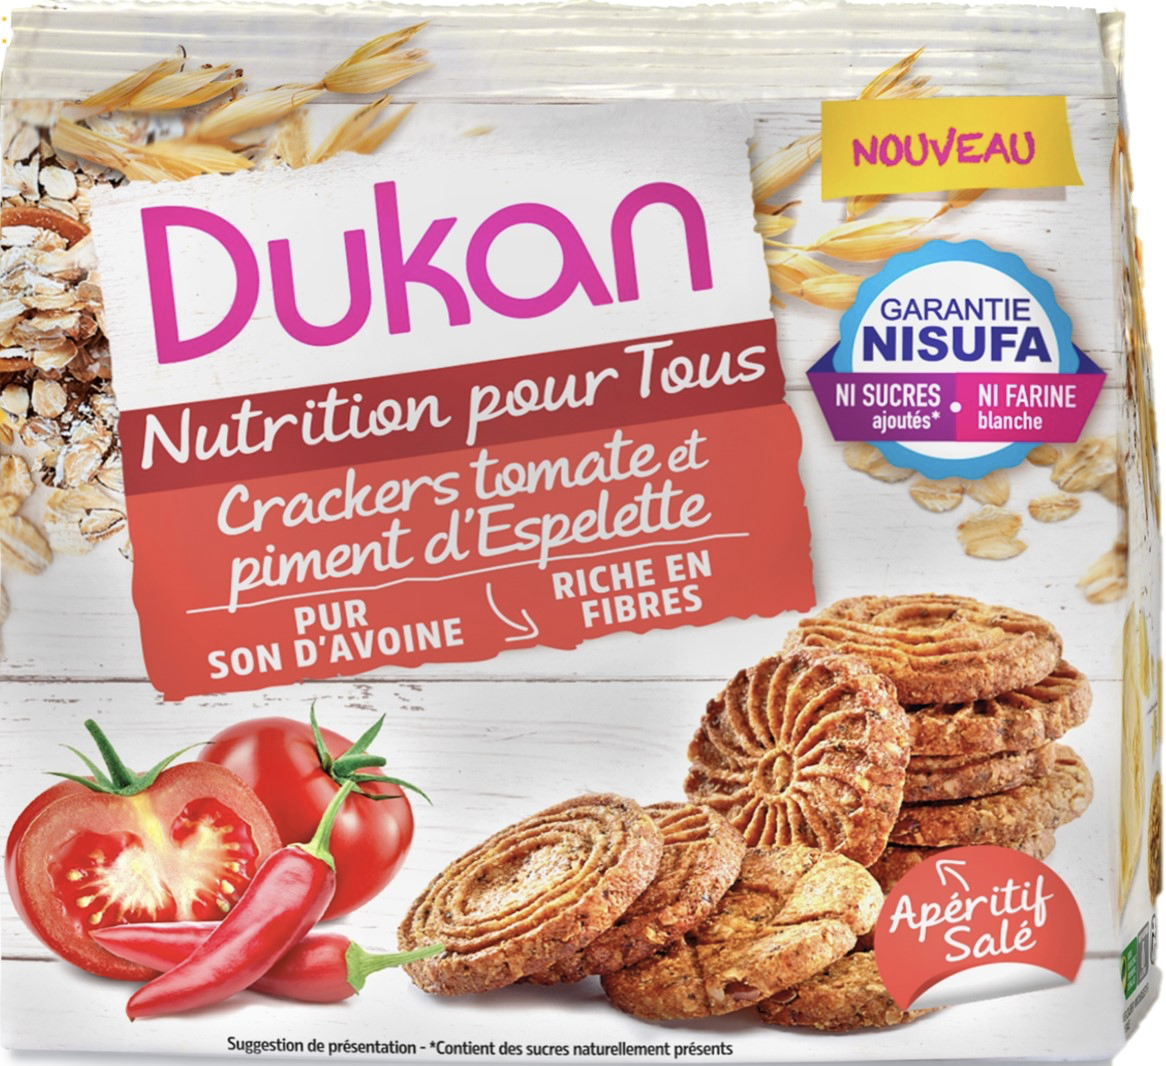 NOUVEAU
Dukan
GARANTIE
NISUFA
NI SUCRES
ajoutés*
NI FARINE
blanche
Nutrition pour Tous
Crackers tomate et
piment d'Espelette
PUR
SON D'AVOINE
RICHE EN
FIBRES
Apéritif
Salé
Suggestion de présentation - *Contient des sucres naturellement présents